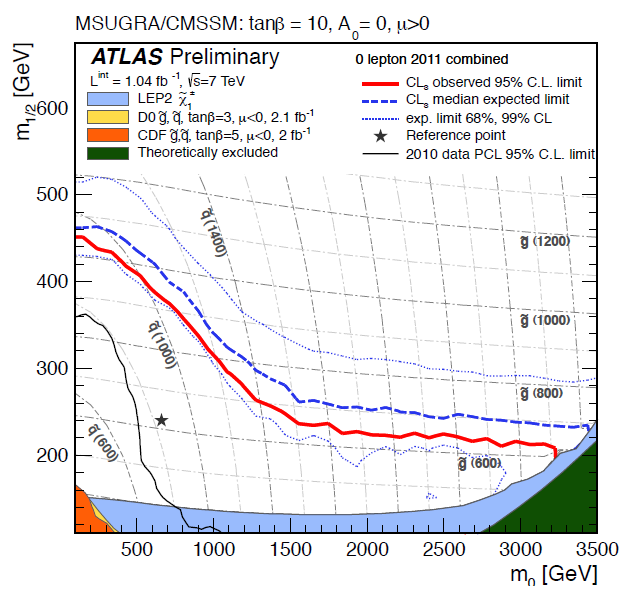 MSUGRA/CMSSM: tanβ = 10, A₀= 0, μ>0
ATLAS Preliminary
Lⁱⁿᵗ = 1.04 fb⁻¹, √s=7 TeV
LEP2 χ̃₁±
D0 g̃, q̃, tanβ=3, μ<0, 2.1 fb⁻¹
CDF g̃,q̃, tanβ=5, μ<0, 2 fb⁻¹
Theoretically excluded
0 lepton 2011 combined
CLₛ observed 95% C.L. limit
CLₛ median expected limit
exp. limit 68%, 99% CL
Reference point
2010 data PCL 95% C.L. limit
m₁/₂ [GeV]
600
500
400
300
200
q̃ (1400)
q̃ (1000)
q̃ (600)
g̃ (1200)
g̃ (1000)
g̃ (800)
g̃ (600)
500 1000 1500 2000 2500 3000 3500
m₀ [GeV]